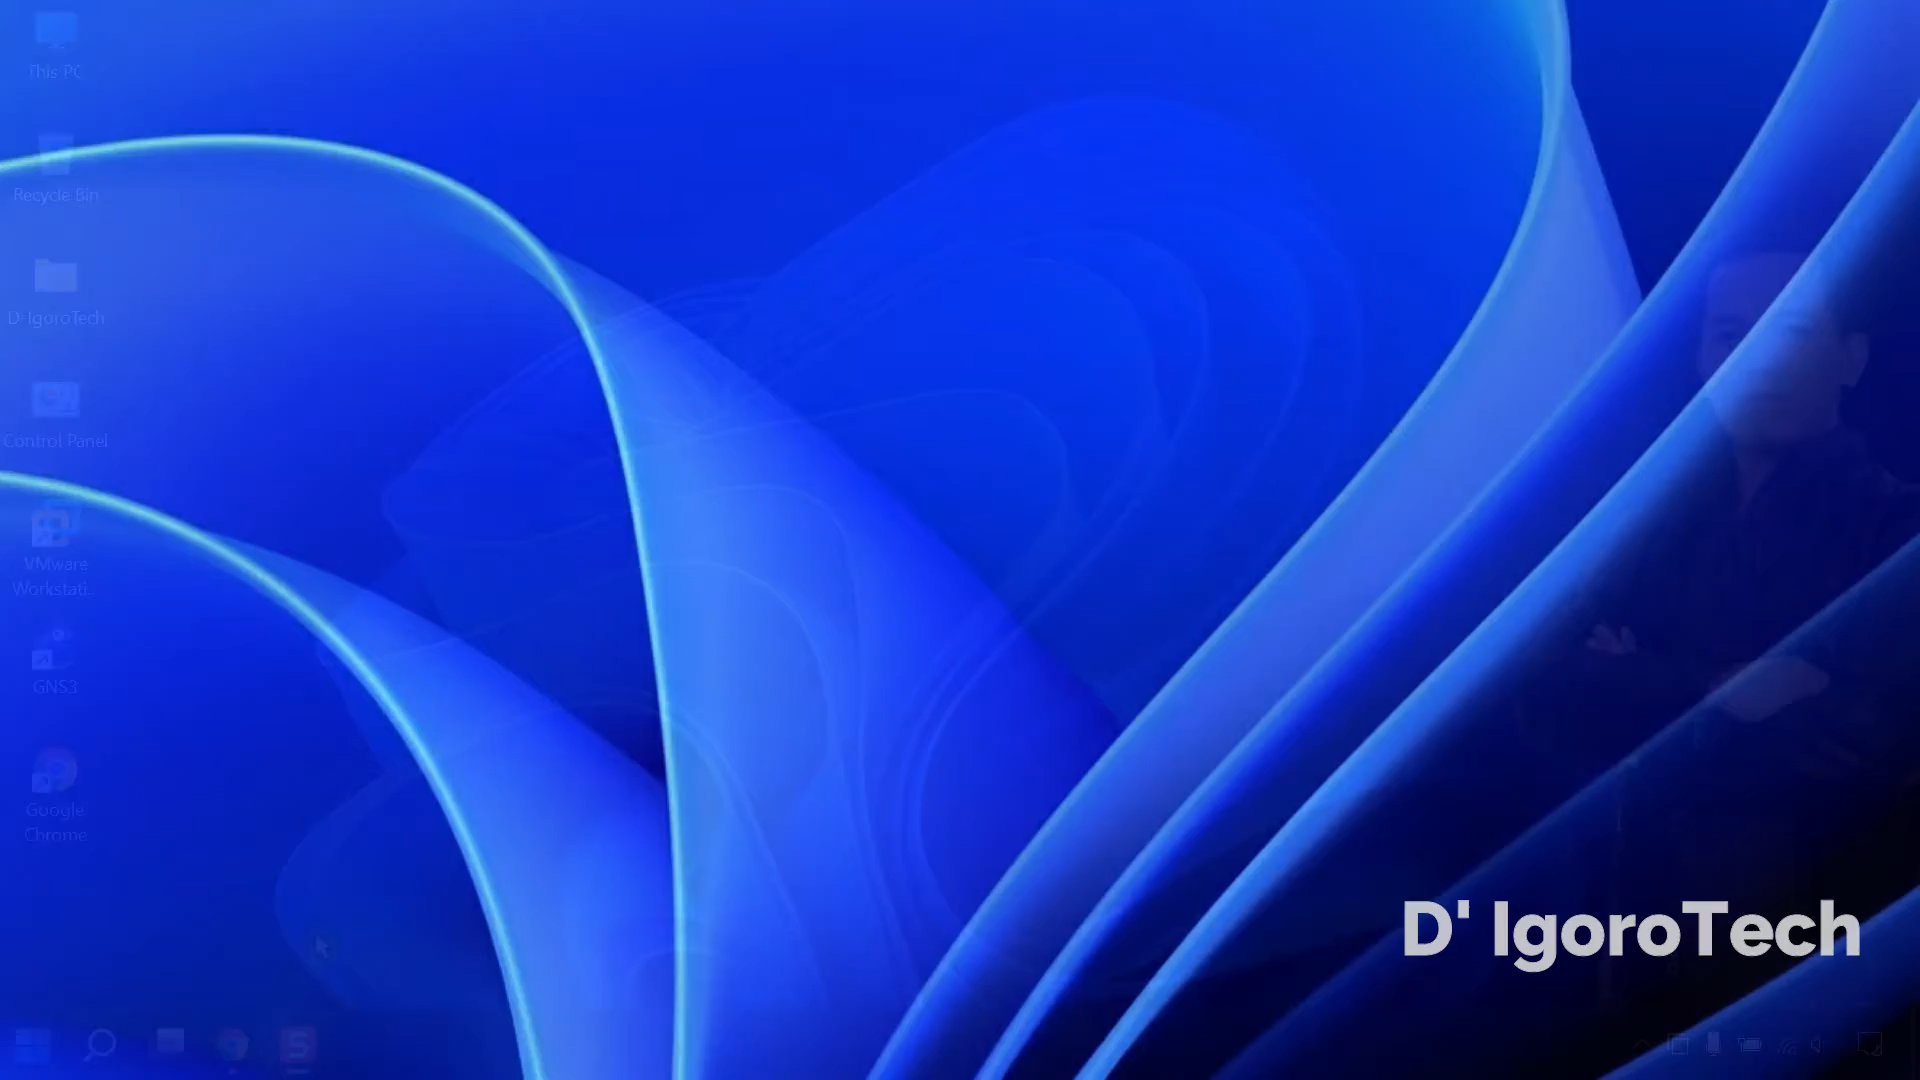 This PC
Recycle Bin
D-IgoroTech
Control Panel
VMware
Workstati...
GNS3
Google
Chrome
D' IgoroTech